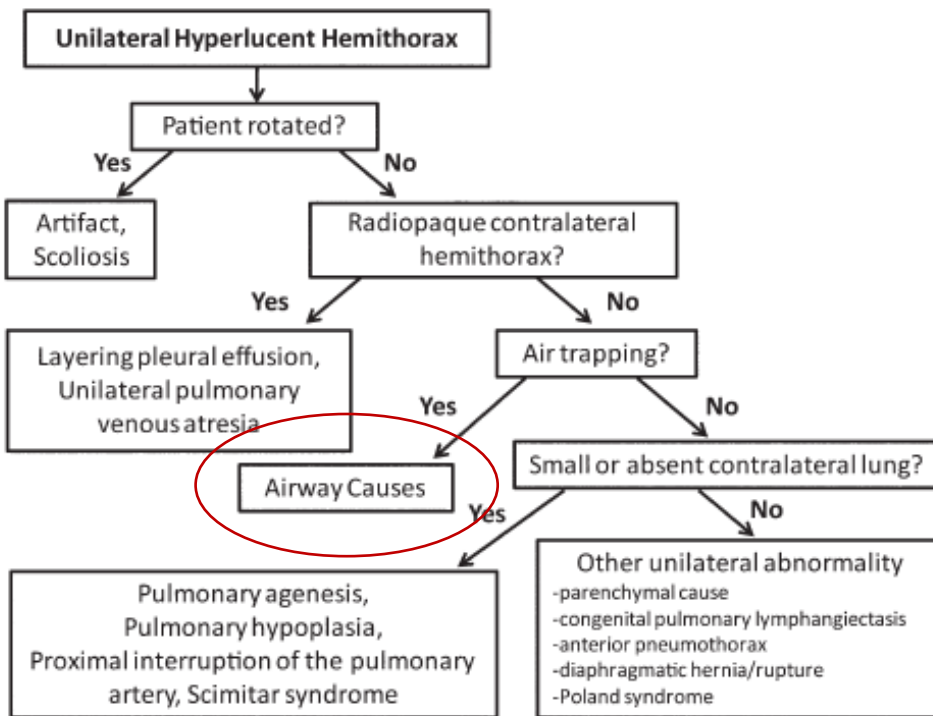 Unilateral Hyperlucent Hemithorax
Patient rotated?
Yes
No
Artifact,
Scoliosis
Radiopaque contralateral
hemithorax?
Yes
No
Layering pleural effusion,
Unilateral pulmonary
venous atresia
Air trapping?
Yes
No
Airway Causes
Small or absent contralateral lung?
Yes
No
Pulmonary agenesis,
Pulmonary hypoplasia,
Proximal interruption of the pulmonary
artery, Scimitar syndrome
Other unilateral abnormality
-parenchymal cause
-congenital pulmonary lymphangiectasis
-anterior pneumothorax
-diaphragmatic hernia/rupture
-Poland syndrome